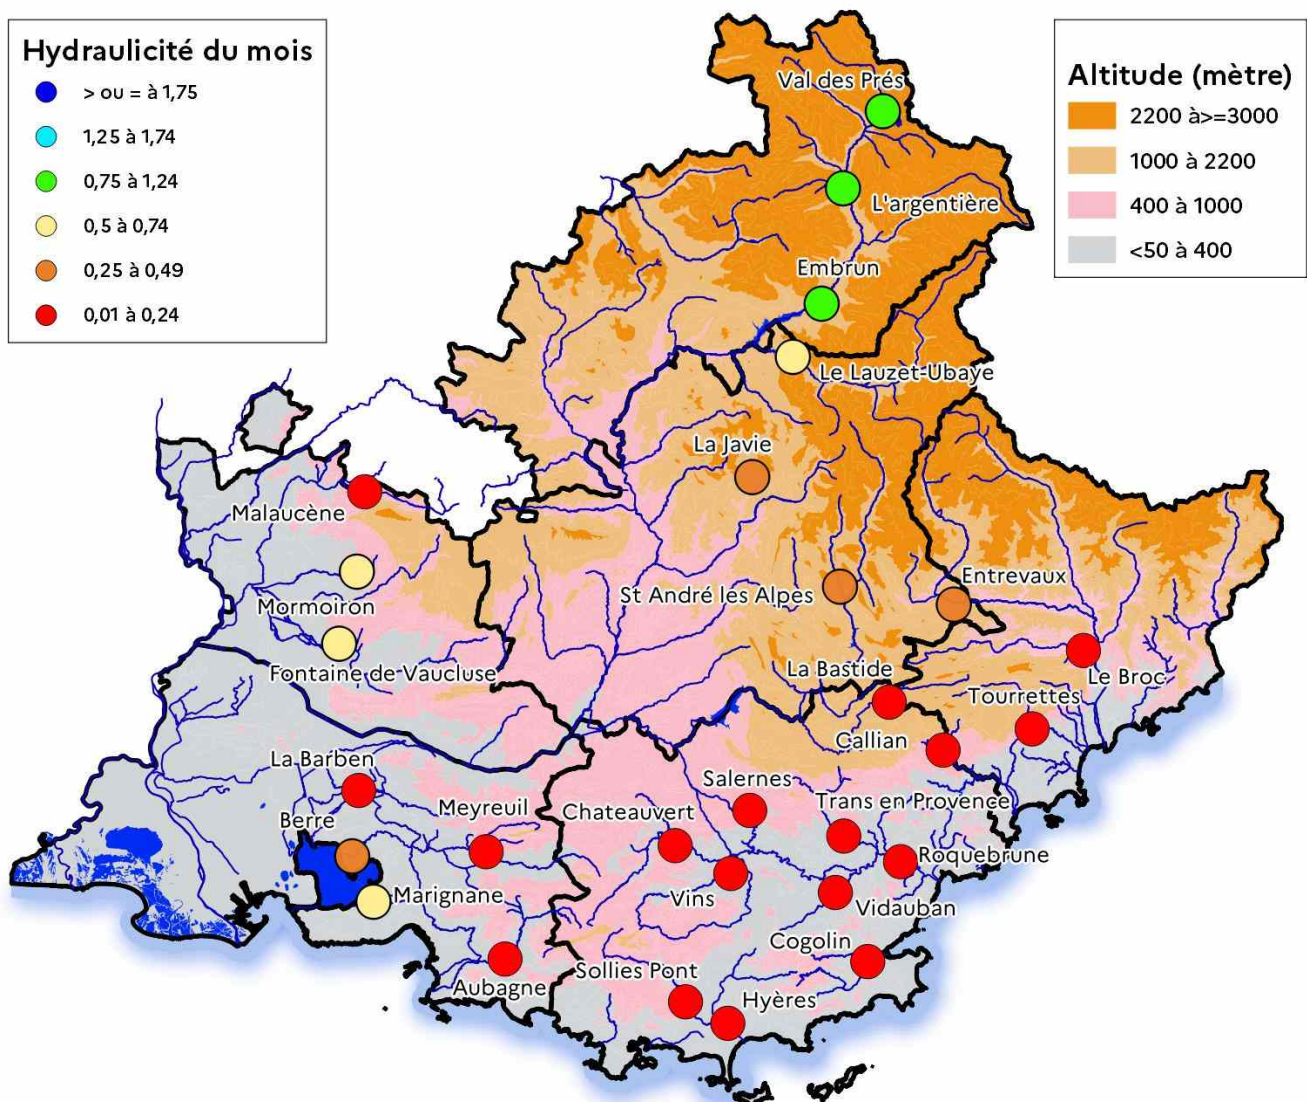 Hydraulicité du mois
> ou = à 1,75
1,25 à 1,74
0,75 à 1,24
0,5 à 0,74
0,25 à 0,49
0,01 à 0,24
Altitude (mètre)
2200 à>=3000
1000 à 2200
400 à 1000
<50 à 400
Val des Prés
L'argentière
Embrun
Le Lauzet-Ubaye
La Javie
Malaucène
Mormoiron
St André les Alpes
Entrevaux
Fontaine de Vaucluse
La Bastide
Le Broc
Tourrettes
Callian
La Barben
Salernes
Meyreuil
Chateauvert
Trans en Provence
Berre
Roquebrune
Marignane
Vins
Vidauban
Cogolin
Sollies Pont
Aubagne
Hyères